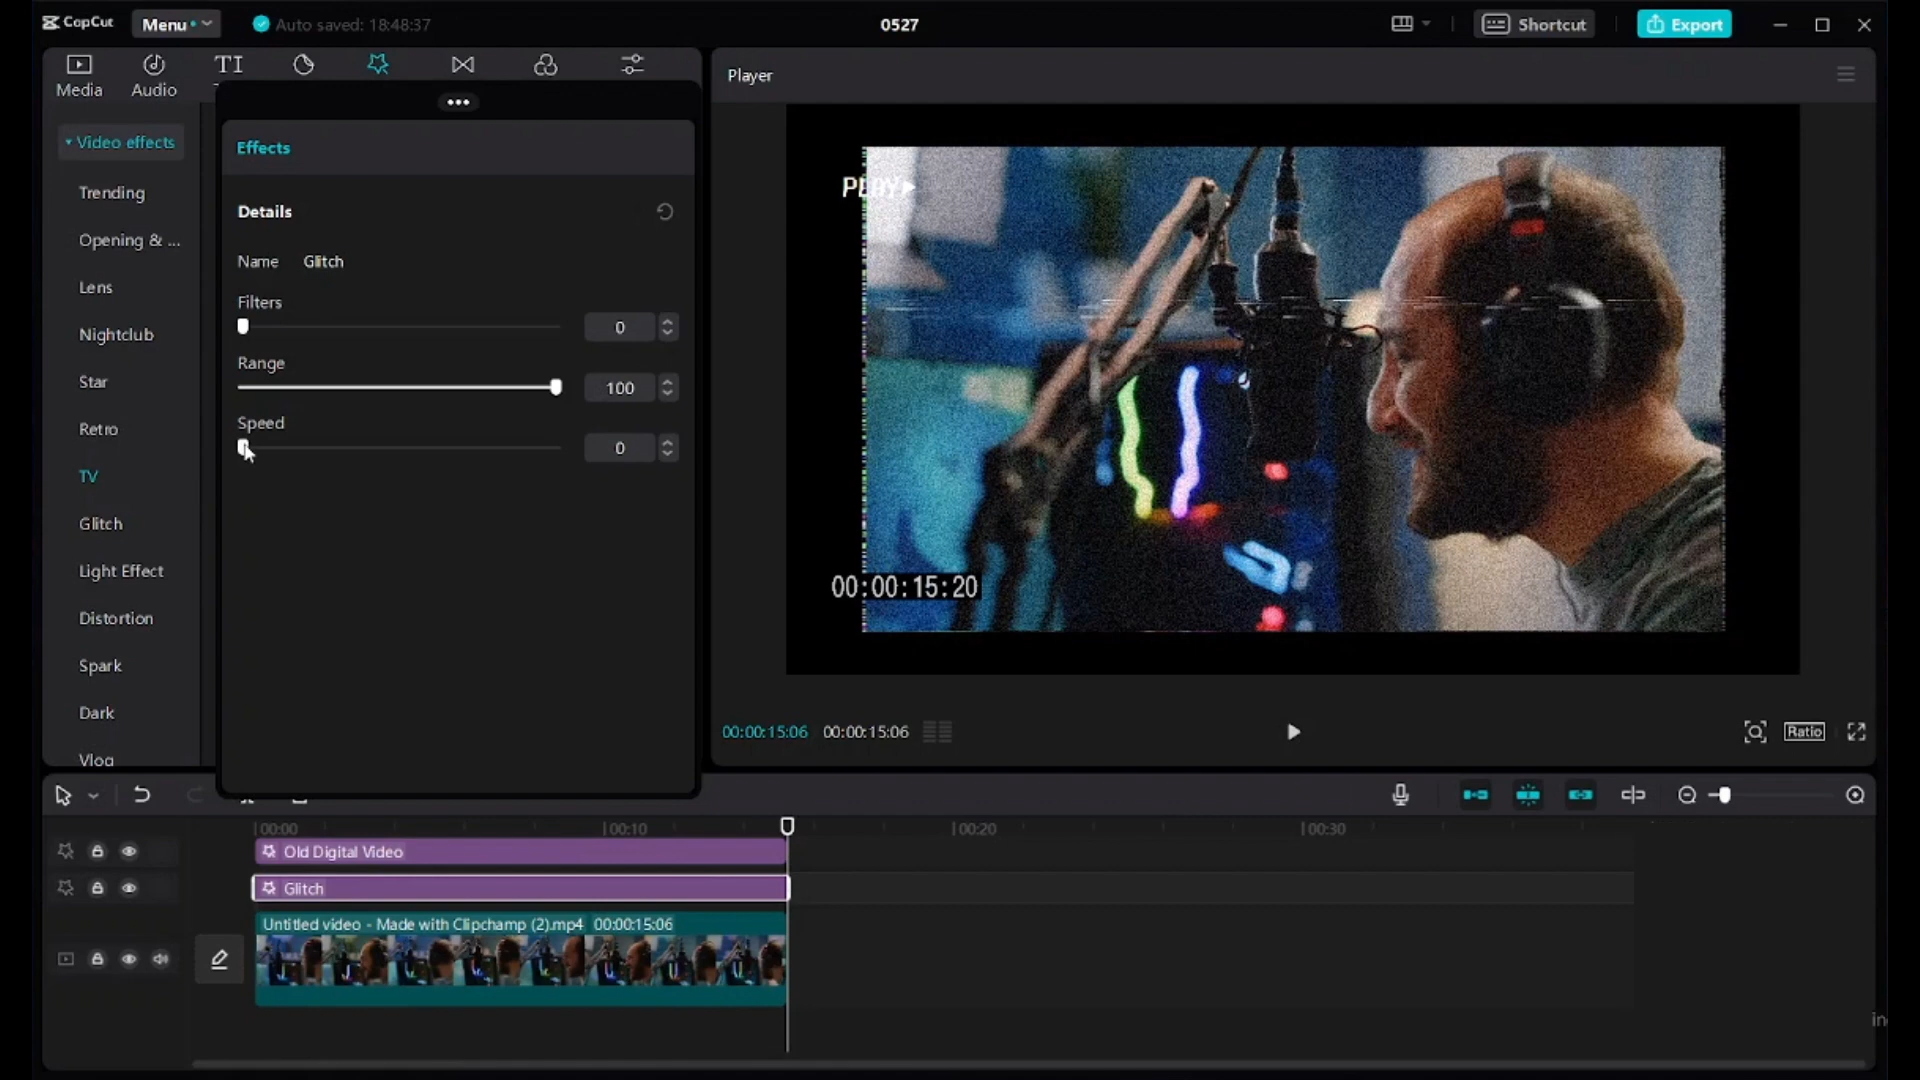 CapCut
Menu
Auto saved: 18:48:37
0527
Shortcut
Export
Media
Audio
TI
Player
Video effects
Trending
Opening & ...
Lens
Nightclub
Star
Retro
TV
Glitch
Light Effect
Distortion
Spark
Dark
Vlog
Effects
Details
Name Glitch
Filters
0
Range
100
Speed
0
PLAY
00:00:15:20
00:00:15:06 00:00:15:06
Ratio
00:00
00:10
00:20
00:30
Old Digital Video
Glitch
Untitled video - Made with Clipchamp (2).mp4 00:00:15:06
in